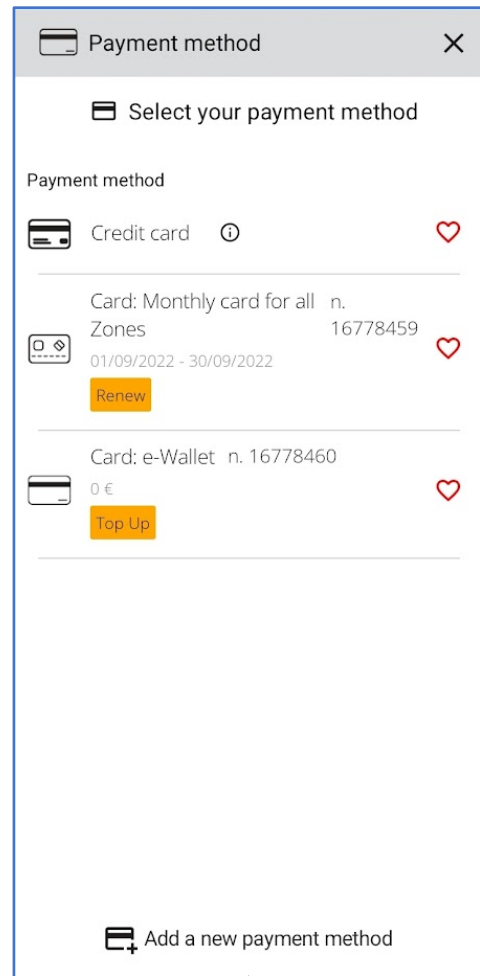 Payment method
Select your payment method
Payment method
Credit card
Card: Monthly card for all Zones n. 16778459
01/09/2022 - 30/09/2022
Renew
Card: e-Wallet n. 16778460
0 €
Top Up
Add a new payment method